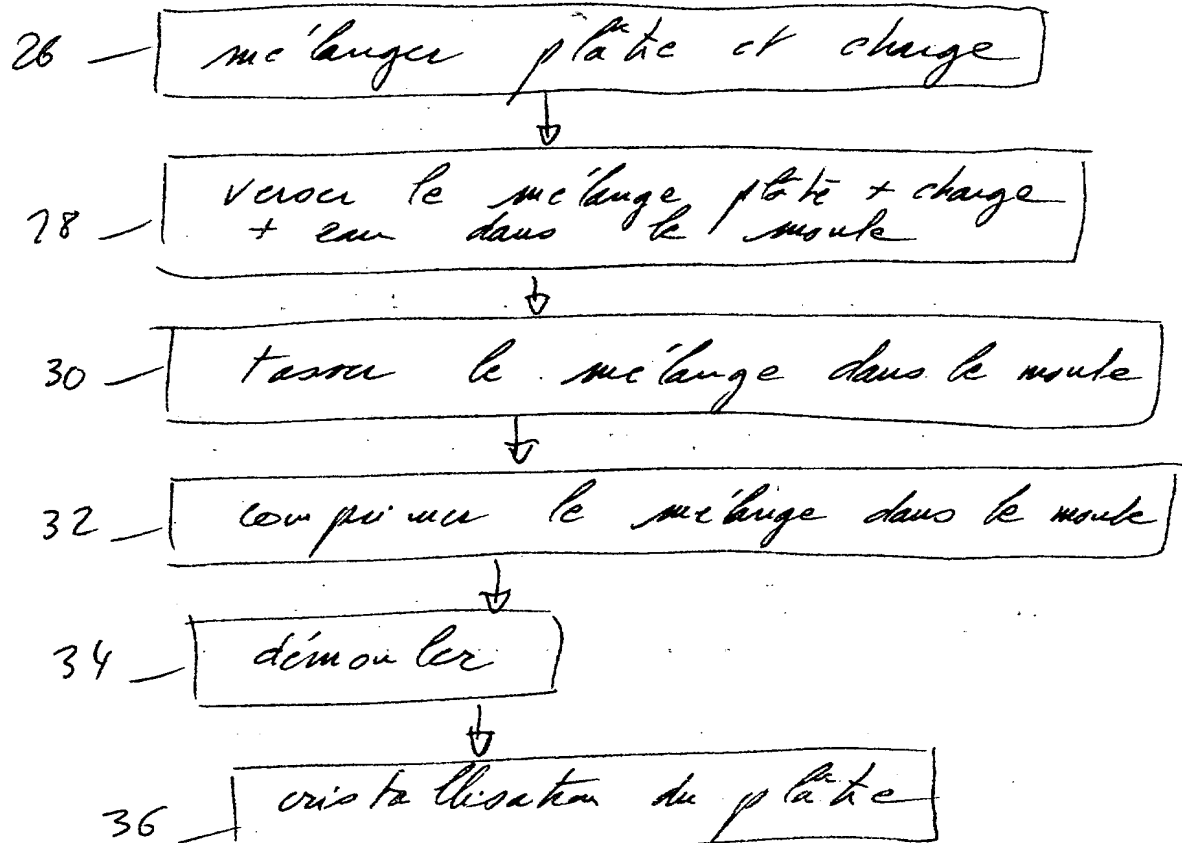 26 mélanger plâtre et charge
28 verser le mélange plâtre + charge
+ eau dans le moule
30 tasser le mélange dans le moule
32 comprimer le mélange dans le moule
34 démouler
36 cristallisation du plâtre